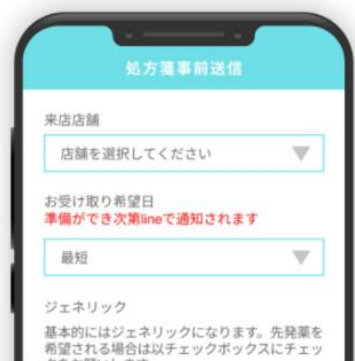 処方箋事前送信
来店店舗
店舗を選択してください
お受け取り希望日
準備ができ次第lineで通知されます
最短
ジェネリック
基本的にはジェネリックになります。先発薬を
希望される場合は以チェックボックスにチェッ